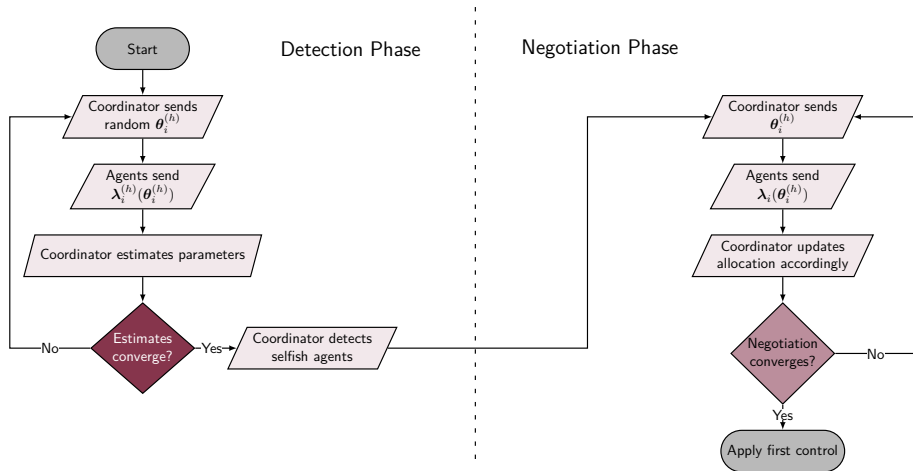 Detection Phase
Start
Coordinator sends
random θ_i^{(h)}
Agents send
λ_i^{(h)}(θ_i^{(h)})
Coordinator estimates parameters
Estimates
converge?
No
Yes
Coordinator detects
selfish agents
Negotiation Phase
Coordinator sends
θ_i^{(h)}
Agents send
λ_i(θ_i^{(h)})
Coordinator updates
allocation accordingly
Negotiation
converges?
No
Yes
Apply first control